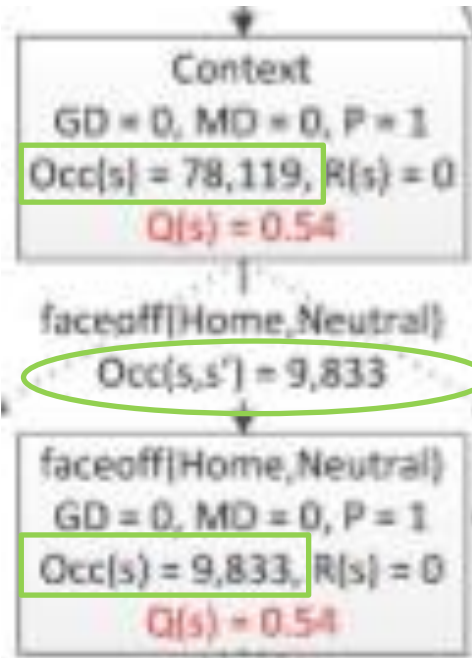 Context
GD = 0, MD = 0, P = 1
Occ(s) = 78,119, R(s) = 0
Q(s) = 0.54
faceoff(Home,Neutral)
Occ(s,s') = 9,833
faceoff(Home,Neutral)
GD = 0, MD = 0, P = 1
Occ(s) = 9,833, R(s) = 0
Q(s) = 0.54